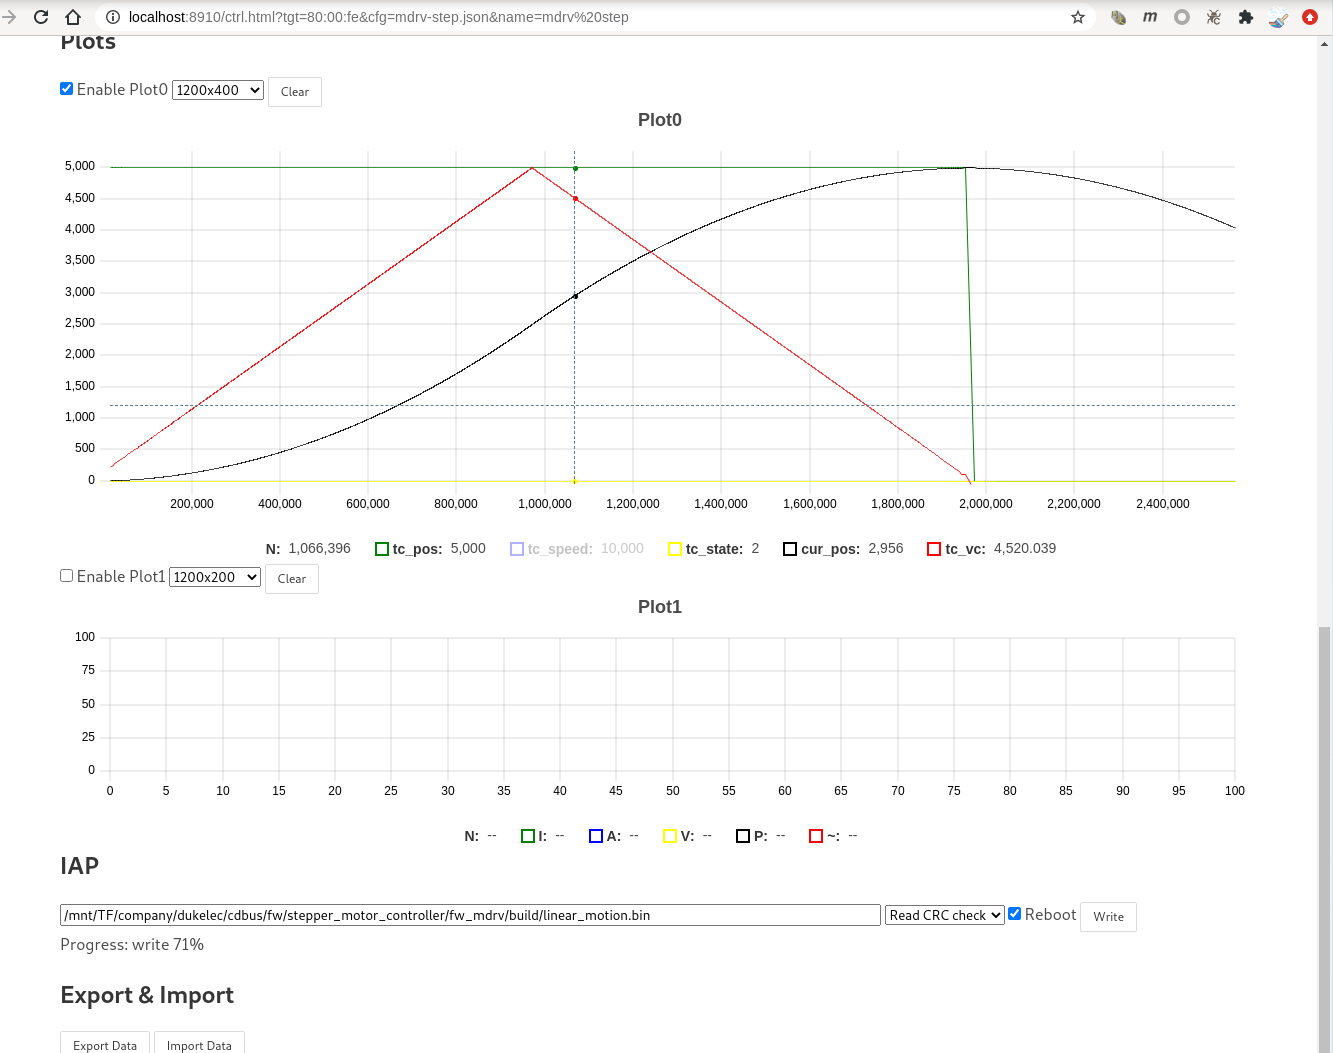 localhost:8910/ctrl.html?tgt=80:00:fe&cfg=mdrv-step.json&name=mdrv%20step
m
Plots
Enable Plot0 1200x400 Clear
Plot0
5,000
4,500
4,000
3,500
3,000
2,500
2,000
1,500
1,000
500
0
200,000 400,000 600,000 800,000 1,000,000 1,200,000 1,400,000 1,600,000 1,800,000 2,000,000 2,200,000 2,400,000
N: 1,066,396 tc_pos: 5,000 tc_speed: 10,000 tc_state: 2 cur_pos: 2,956 tc_vc: 4,520.039
Enable Plot1 1200x200 Clear
Plot1
100
75
50
25
0
0 5 10 15 20 25 30 35 40 45 50 55 60 65 70 75 80 85 90 95 100
N: -- I: -- A: -- V: -- P: -- ~: --
IAP
/mnt/TF/company/dukelec/cdbus/fw/stepper_motor_controller/fw_mdrv/build/linear_motion.bin Read CRC check Reboot Write
Progress: write 71%
Export & Import
Export Data Import Data